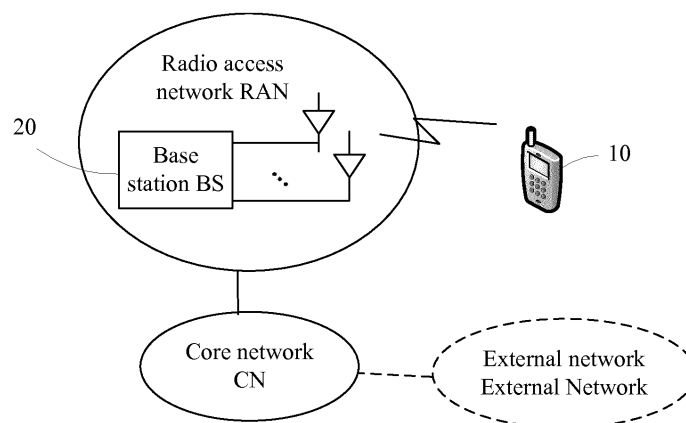 Radio access
network RAN
20
Base
station BS
10
Core network
CN
External network
External Network